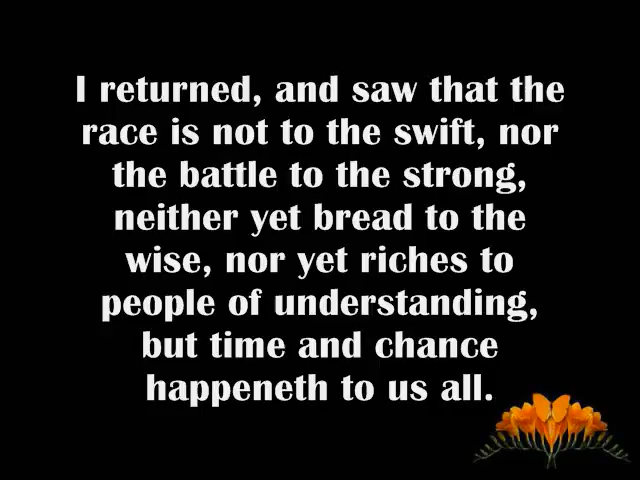 I returned, and saw that the
race is not to the swift, nor
the battle to the strong,
neither yet bread to the
wise, nor yet riches to
people of understanding,
but time and chance
happeneth to us all.